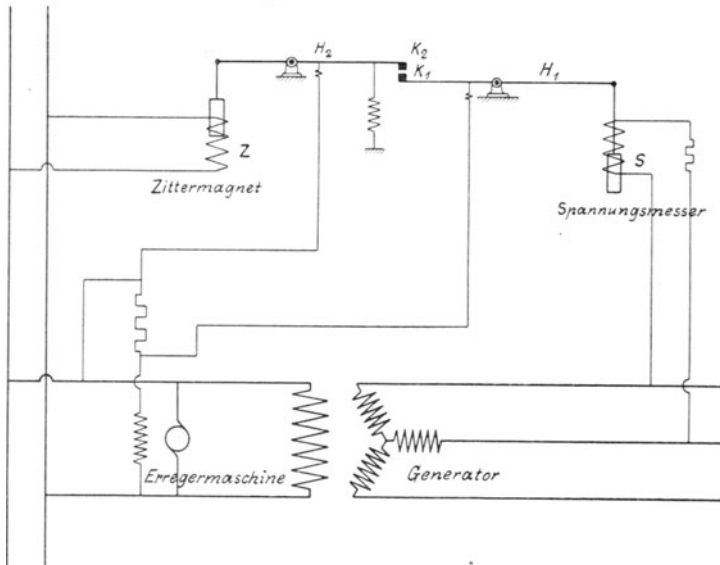 H₂
K₂
K₁
H₁
Z
Zittermagnet
S
Spannungsmesser
Erregermaschine
Generator